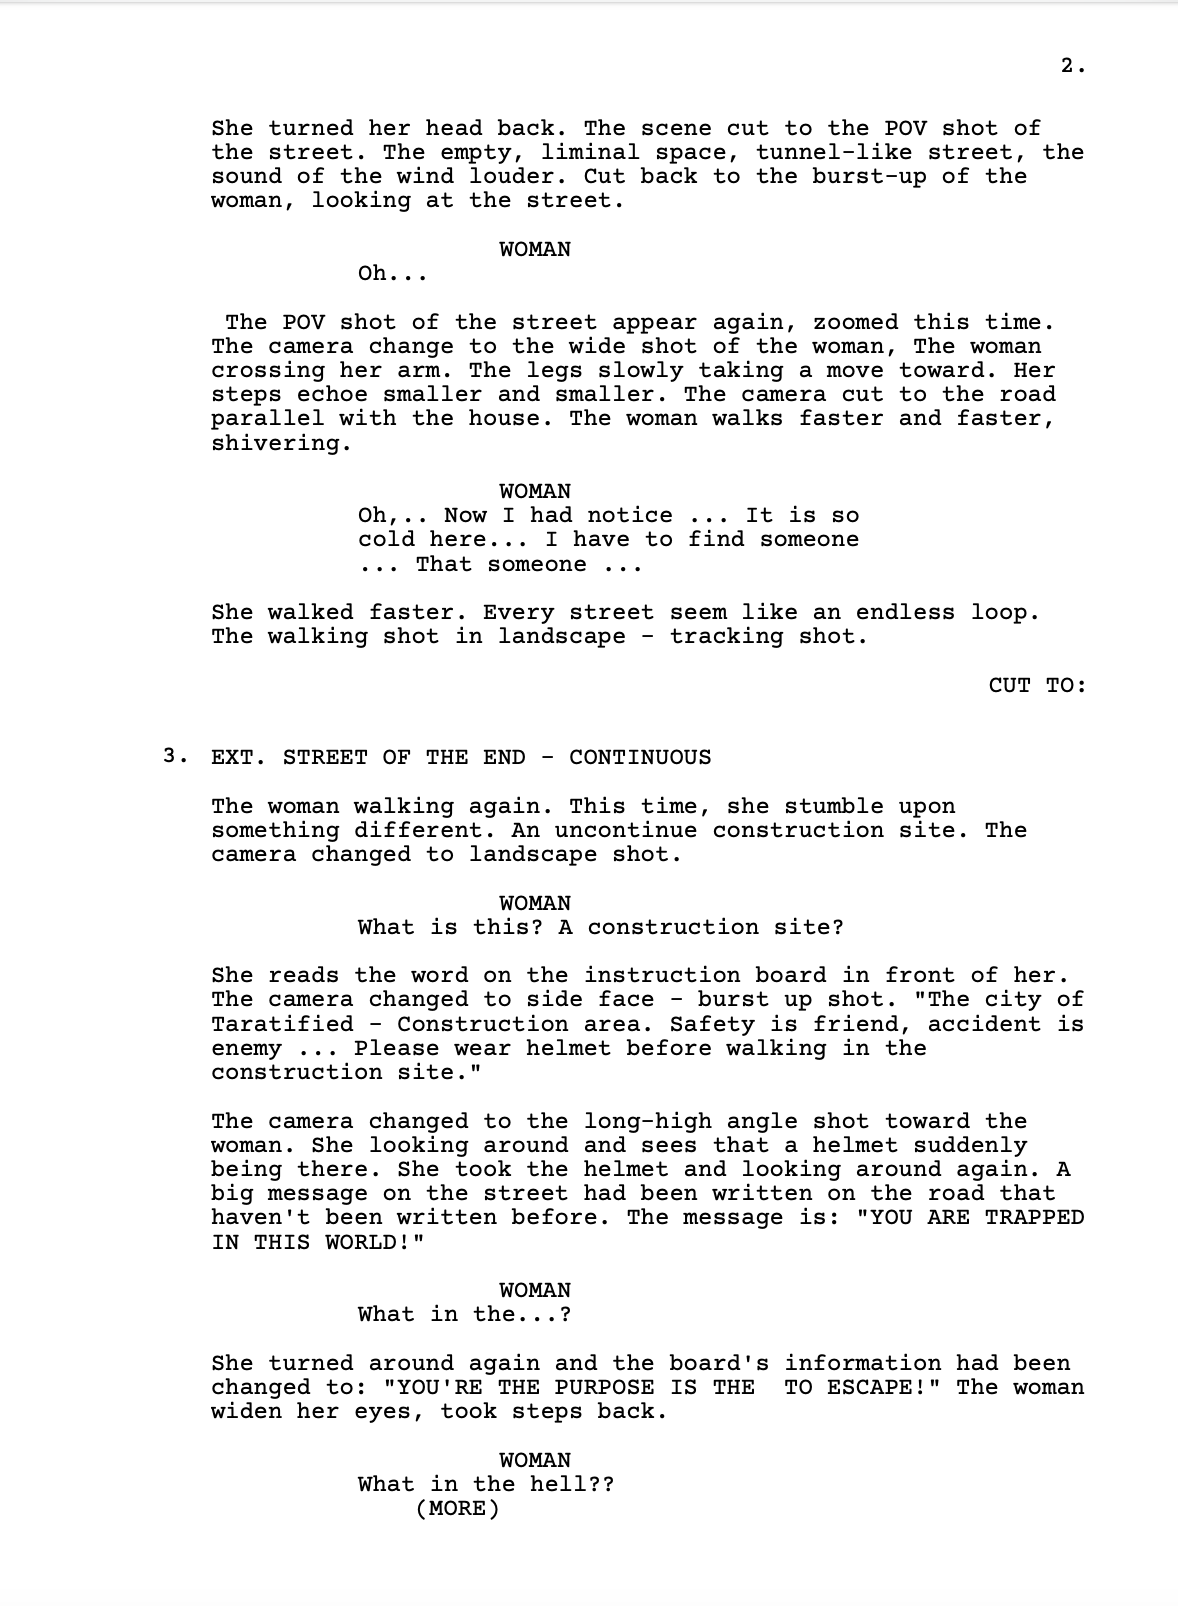 2.
She turned her head back. The scene cut to the POV shot of
the street. The empty, liminal space, tunnel-like street, the
sound of the wind louder. Cut back to the burst-up of the
woman, looking at the street.
WOMAN
Oh...
The POV shot of the street appear again, zoomed this time.
The camera change to the wide shot of the woman, The woman
crossing her arm. The legs slowly taking a move toward. Her
steps echoe smaller and smaller. The camera cut to the road
parallel with the house. The woman walks faster and faster,
shivering.
WOMAN
Oh,.. Now I had notice ... It is so
cold here... I have to find someone
... That someone ...
She walked faster. Every street seem like an endless loop.
The walking shot in landscape - tracking shot.
CUT TO:
3. EXT. STREET OF THE END - CONTINUOUS
The woman walking again. This time, she stumble upon
something different. An uncontinue construction site. The
camera changed to landscape shot.
WOMAN
What is this? A construction site?
She reads the word on the instruction board in front of her.
The camera changed to side face - burst up shot. "The city of
Taratified - Construction area. Safety is friend, accident is
enemy ... Please wear helmet before walking in the
construction site."
The camera changed to the long-high angle shot toward the
woman. She looking around and sees that a helmet suddenly
being there. She took the helmet and looking around again. A
big message on the street had been written on the road that
haven't been written before. The message is: "YOU ARE TRAPPED
IN THIS WORLD!"
WOMAN
What in the...?
She turned around again and the board's information had been
changed to: "YOU'RE THE PURPOSE IS THE  TO ESCAPE!" The woman
widen her eyes, took steps back.
WOMAN
What in the hell??
(MORE)